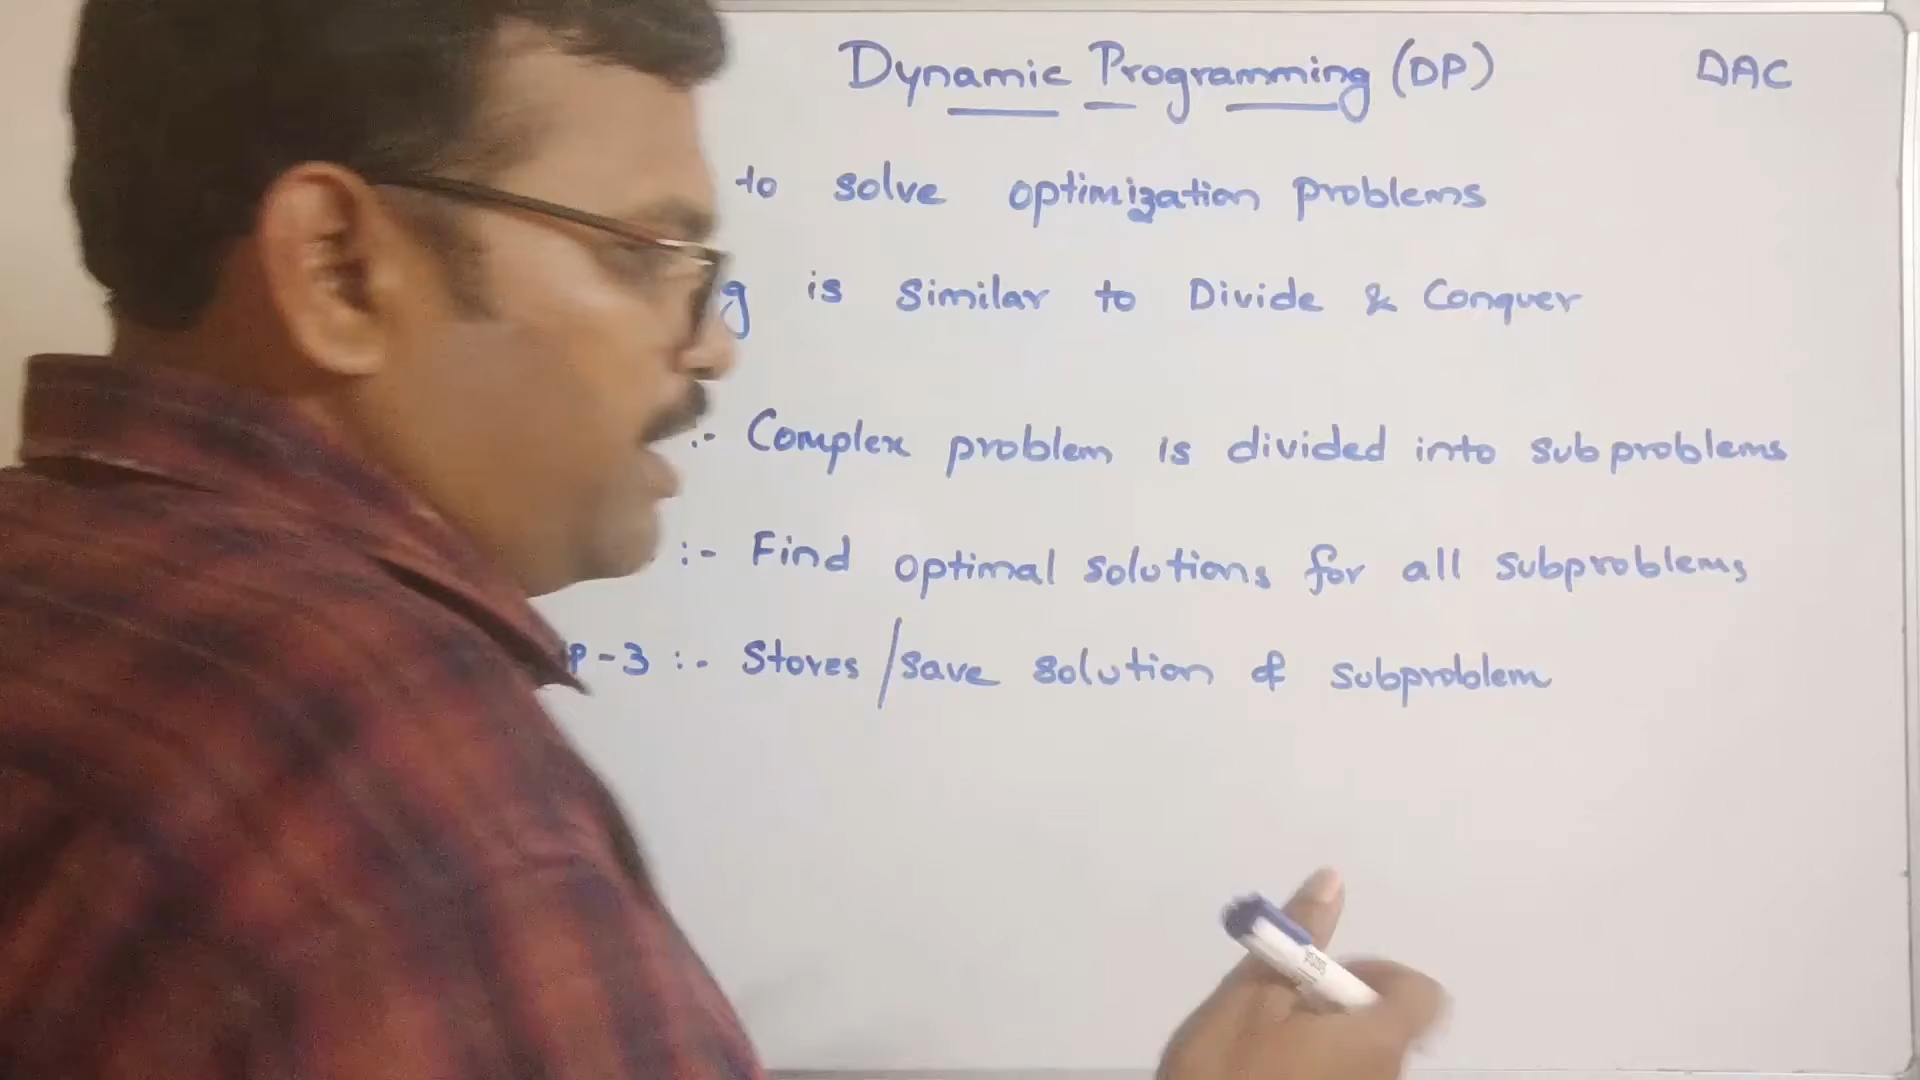 Dynamic Programming (DP) DAC
to solve optimization problems
g is similar to Divide & Conquer
:- Complex problem is divided into subproblems
:- Find optimal solutions for all subproblems
P-3 :- Stores/save solution of subproblem